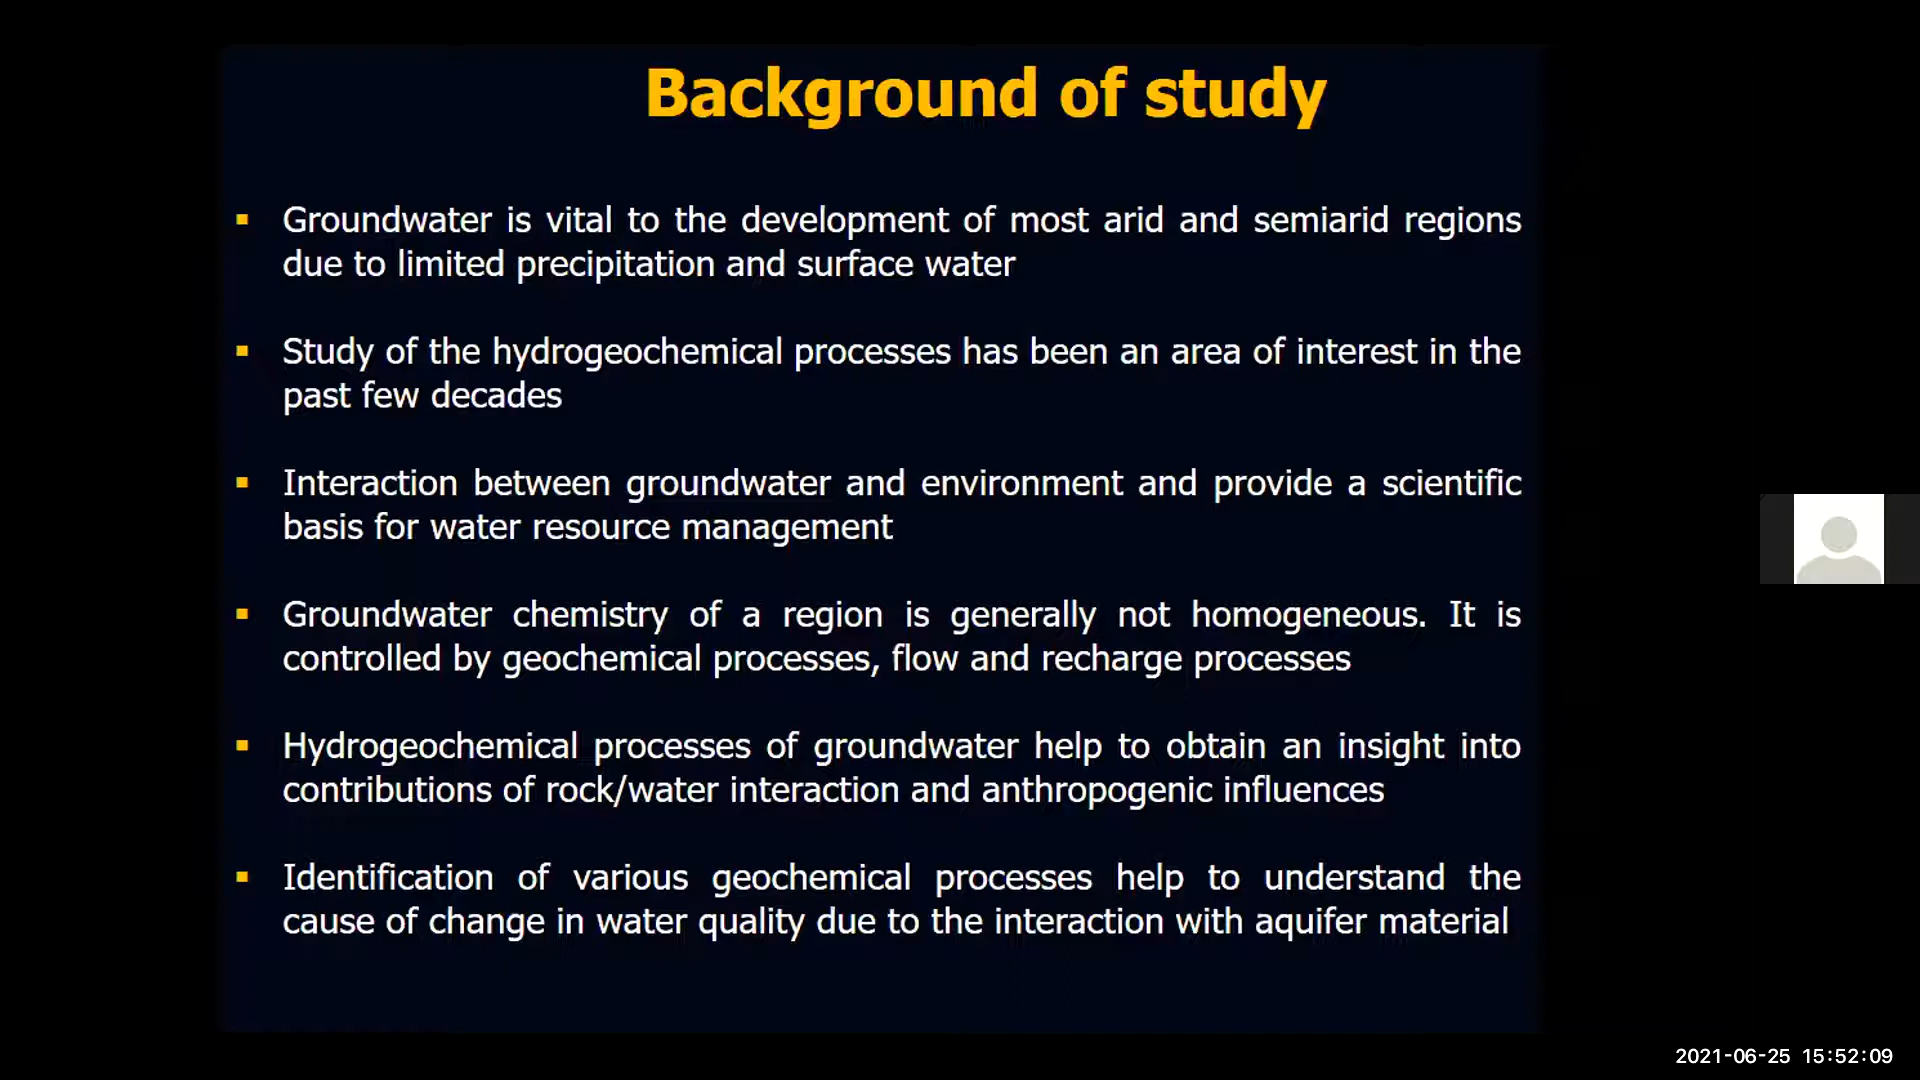 Background of study
▪ Groundwater is vital to the development of most arid and semiarid regions
due to limited precipitation and surface water
▪ Study of the hydrogeochemical processes has been an area of interest in the
past few decades
▪ Interaction between groundwater and environment and provide a scientific
basis for water resource management
▪ Groundwater chemistry of a region is generally not homogeneous. It is
controlled by geochemical processes, flow and recharge processes
▪ Hydrogeochemical processes of groundwater help to obtain an insight into
contributions of rock/water interaction and anthropogenic influences
▪ Identification of various geochemical processes help to understand the
cause of change in water quality due to the interaction with aquifer material
2021-06-25 15:52:09